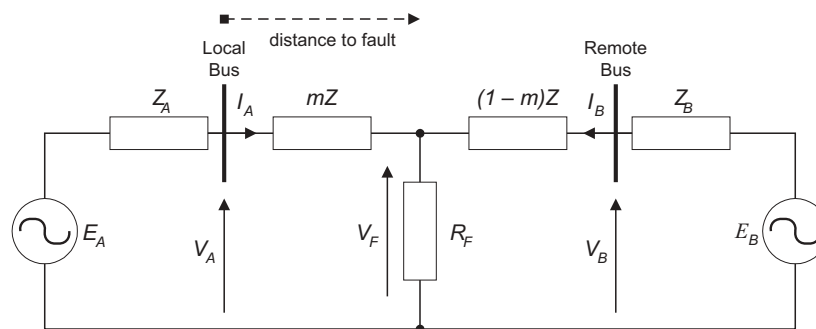 distance to fault
Local
Bus
Remote
Bus
Z_A
I_A
mZ
(1 – m)Z
I_B
Z_B
E_A
V_A
V_F
R_F
V_B
E_B